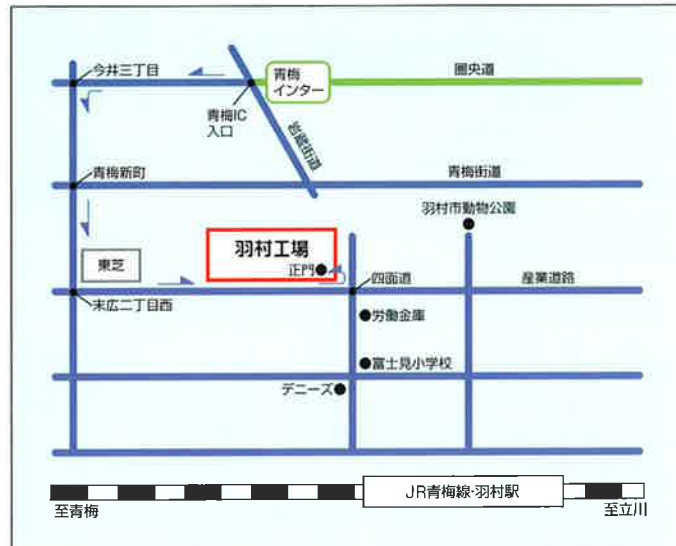 今井三丁目
青梅
インター
圏央道
青梅IC
入口
岩蔵街道
青梅新町
青梅街道
羽村市動物公園
東芝
羽村工場
正門
四面道
産業道路
末広二丁目西
労働金庫
富士見小学校
デニーズ
JR青梅線・羽村駅
至青梅
至立川